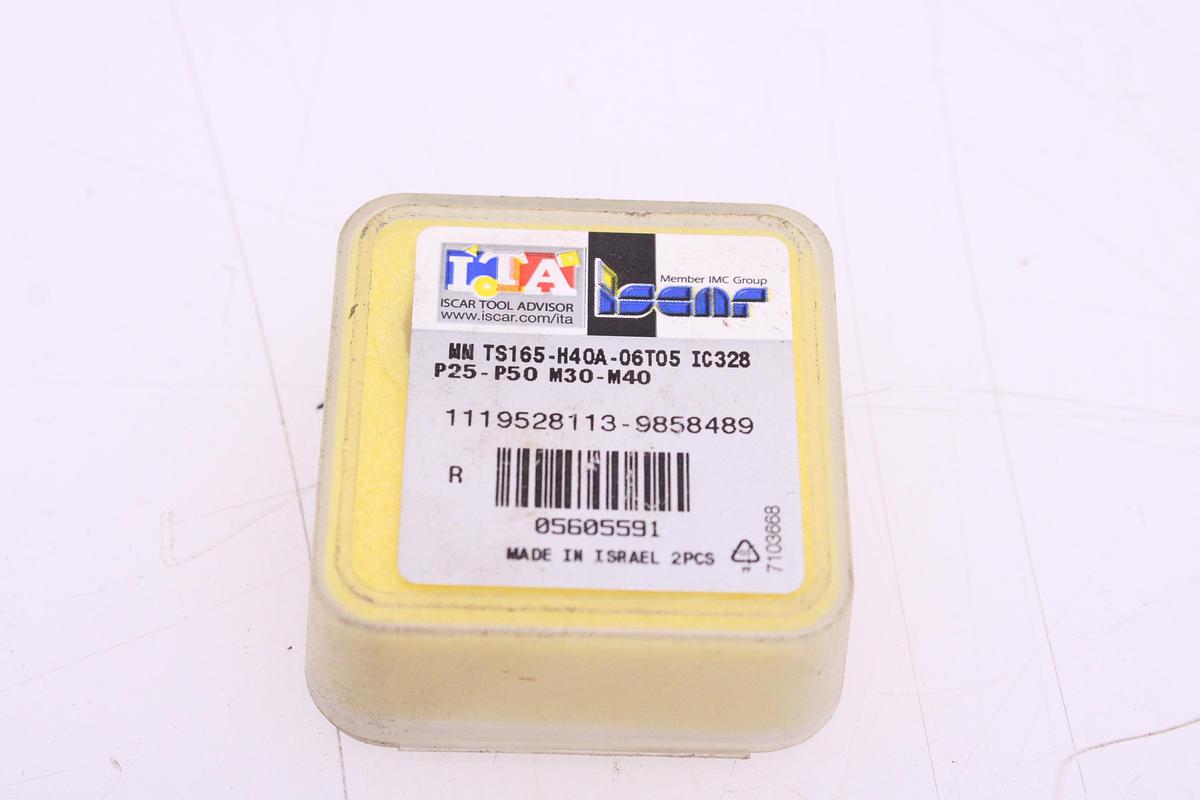 I.T.A
ISCAR TOOL ADVISOR
www.iscar.com/ita
Member IMC Group
iscar
MM TS165-H40A-06T05 IC328
P25-P50 M30-M40
1119528113-9858489
R
05605591
MADE IN ISRAEL 2PCS
7103668